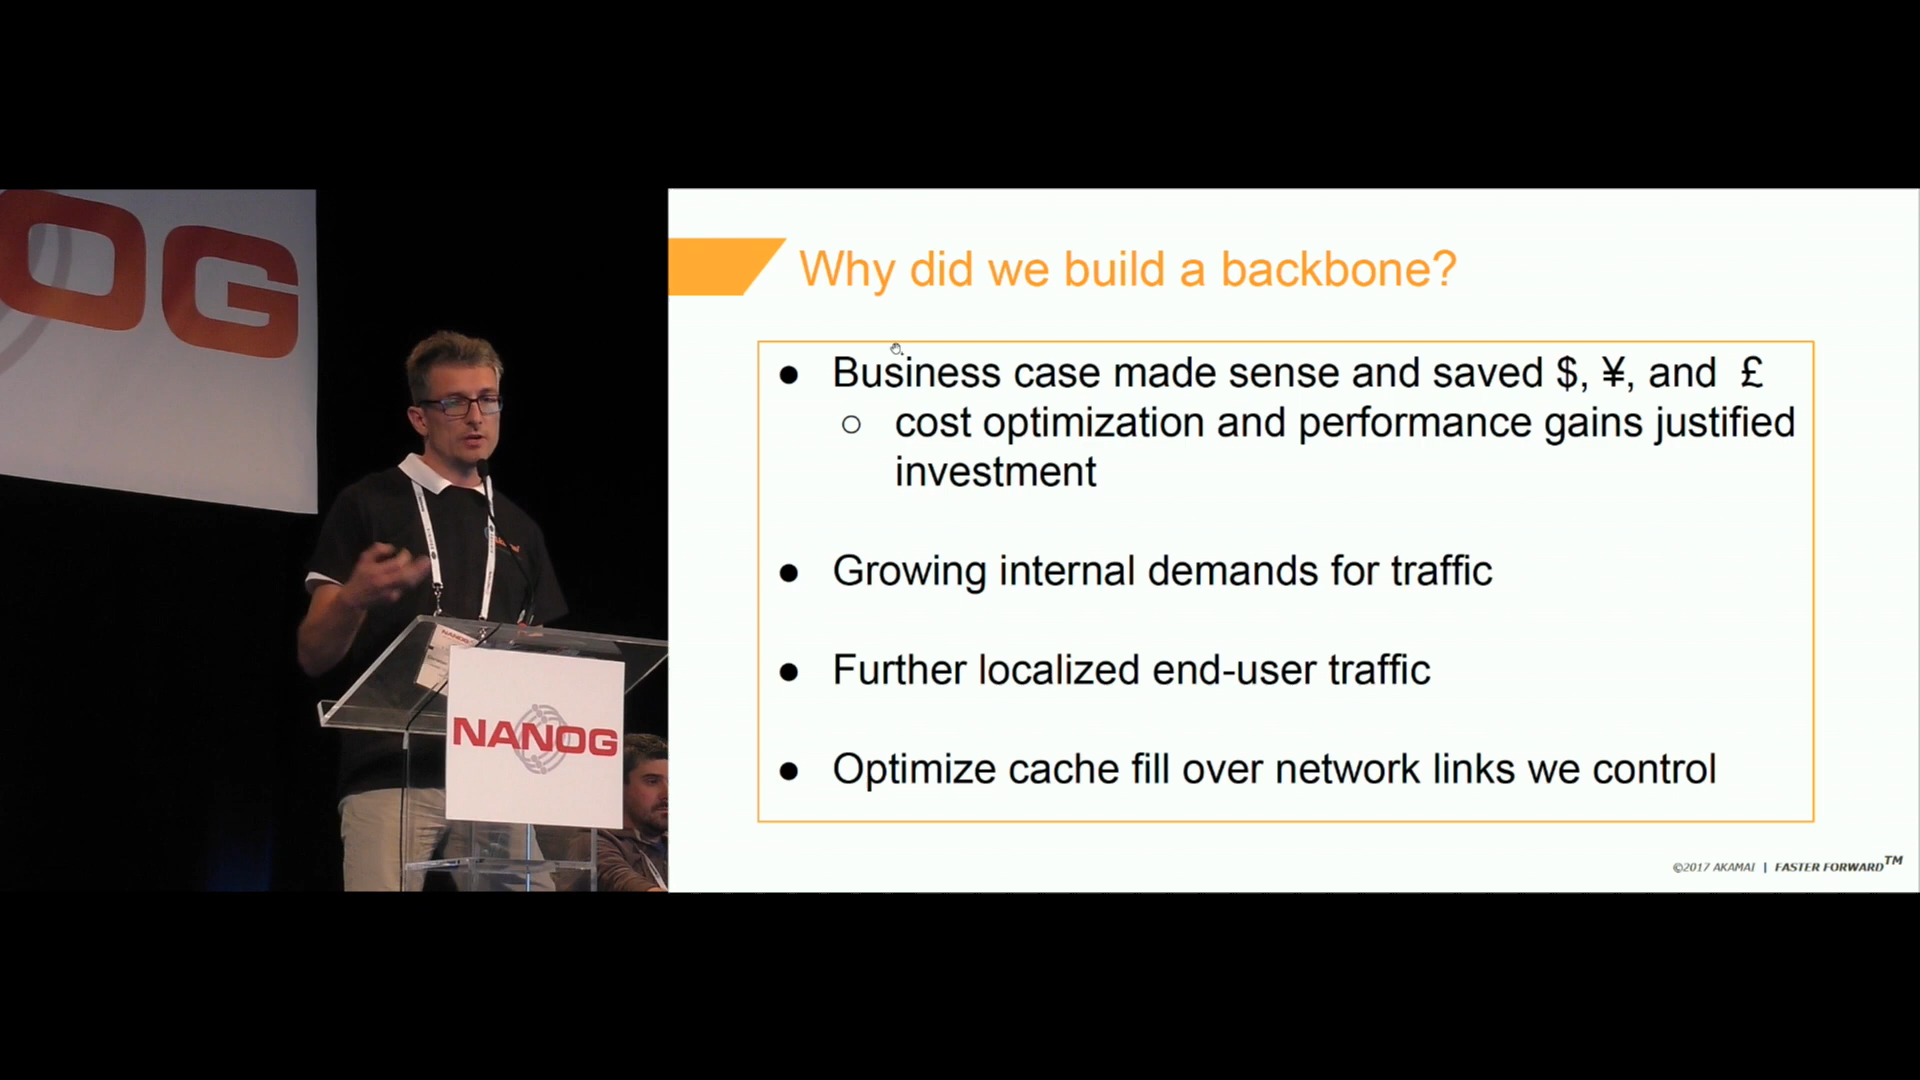 OG
NANOG
Why did we build a backbone?
● Business case made sense and saved $, ¥, and £
○ cost optimization and performance gains justified
investment
● Growing internal demands for traffic
● Further localized end-user traffic
● Optimize cache fill over network links we control
©2017 AKAMAI | FASTER FORWARD™